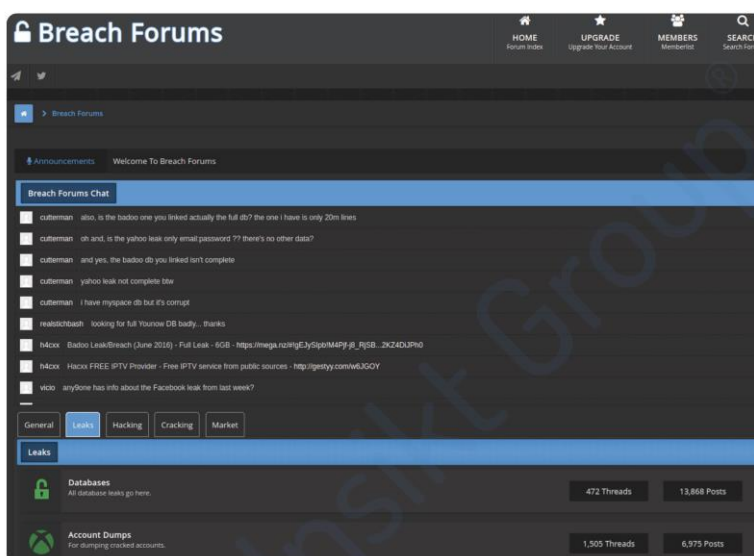 Breach Forums
HOME
Forum Index
UPGRADE
Upgrade Your Account
MEMBERS
Memberlist
SEARCH
Search For
> Breach Forums
Announcements Welcome To Breach Forums
Breach Forums Chat
cutterman also, is the badoo one you linked actually the full db? the one i have is only 20m lines
cutterman oh and, is the yahoo leak only email:password ?? there's no other data?
cutterman and yes, the badoo db you linked isn't complete
cutterman yahoo leak not complete btw
cutterman i have myspace db but it's corrupt
realstichbash looking for full Younow DB badly... thanks
h4cxx Badoo Leak/Breach (June 2016) - Full Leak - 6GB -
h4cxx Hacxx FREE IPTV Provider - Free IPTV service from public sources - http://gestyy.com/w6JGOY
vicio any9one has info about the Facebook leak from last week?
General Leaks Hacking Cracking Market
Leaks
Databases
All database leaks go here.
472 Threads 13,868 Posts
Account Dumps
For dumping cracked accounts.
1,505 Threads 6,975 Posts
Insikt Group ®